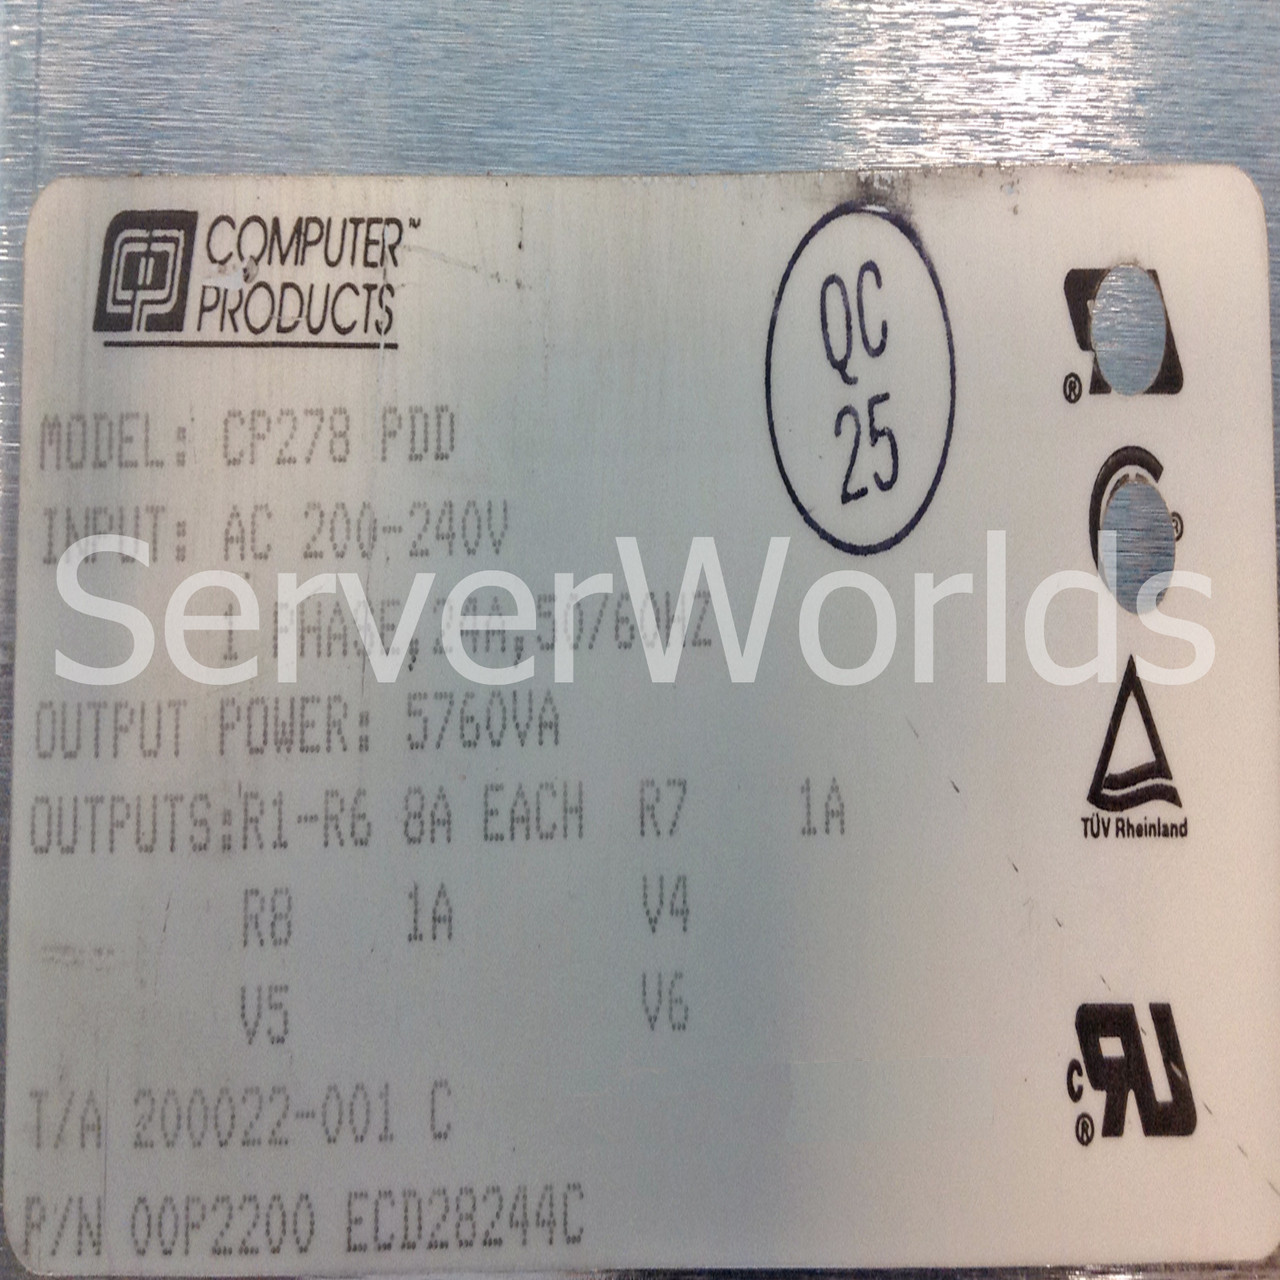 COMPUTER™
PRODUCTS
QC
25
®
MODEL: CP278 PDD
INPUT: AC 200-240V
®
ServerWorlds
1 PHASE,24A,50/60HZ
OUTPUT POWER: 5760VA
OUTPUTS:R1-R6 8A EACH R7 1A
TÜV Rheinland
R8 1A V4
V5 V6
C
®
T/A 200022-001 C
P/N 00P2200 ECD28244C